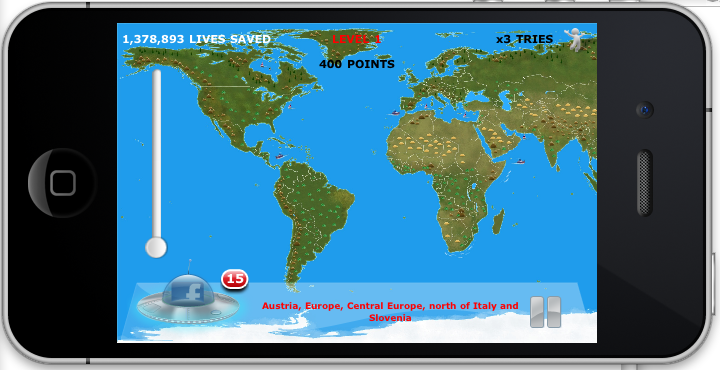 1,378,893 LIVES SAVED
LEVEL 1
x3 TRIES
400 POINTS
15
f
Austria, Europe, Central Europe, north of Italy and
Slovenia